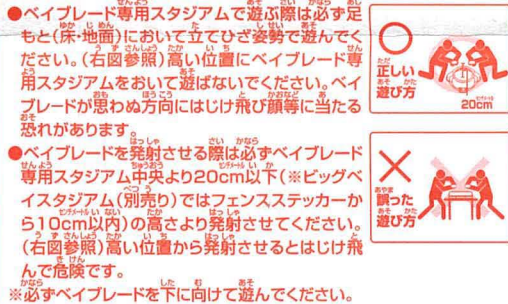 ●ベイブレード専用スタジアムで遊ぶ際は必ず足
もと(床・地面)において立てひざ姿勢で遊んでく
ださい。(右図参照)高い位置にベイブレード専
用スタジアムをおいて遊ばないでください。ベイ
ブレードが思わぬ方向にはじけ飛び顔等に当たる
恐れがあります。
●ベイブレードを発射させる際は必ずベイブレード
専用スタジアム中央より20cm以下(※ビッグベ
イスタジアム(別売り)ではフェンスステッカーか
ら10cm以内)の高さより発射させてください。
(右図参照)高い位置から発射させるとはじけ飛
んで危険です。
※必ずベイブレードを下に向けて遊んでください。
正しい
遊び方
20cm
誤った
遊び方